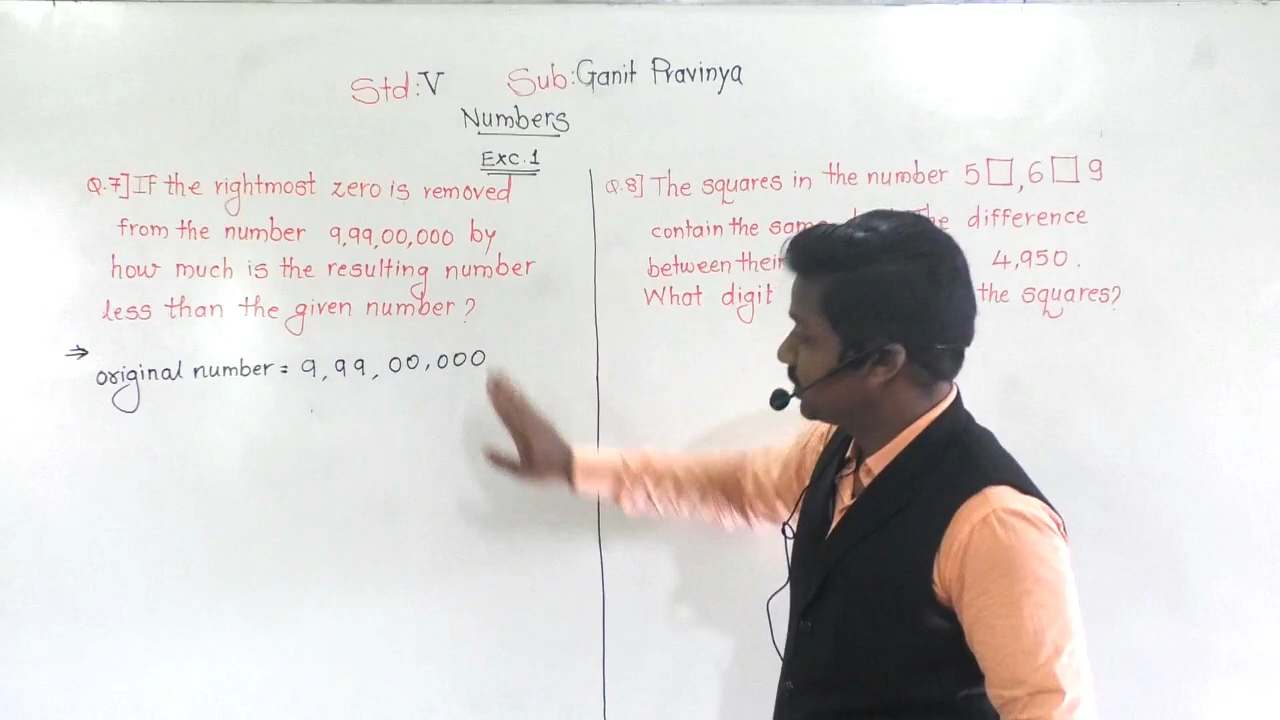 Std: V Sub: Ganit Pravinya
Numbers
Exc. 1
Q.7] If the rightmost zero is removed
from the number 9,99,00,000 by
how much is the resulting number
less than the given number?
⇒ original number = 9,99,00,000
Q.8] The squares in the number 5□,6□9
contain the difference
between their 4,950.
What digit the squares?